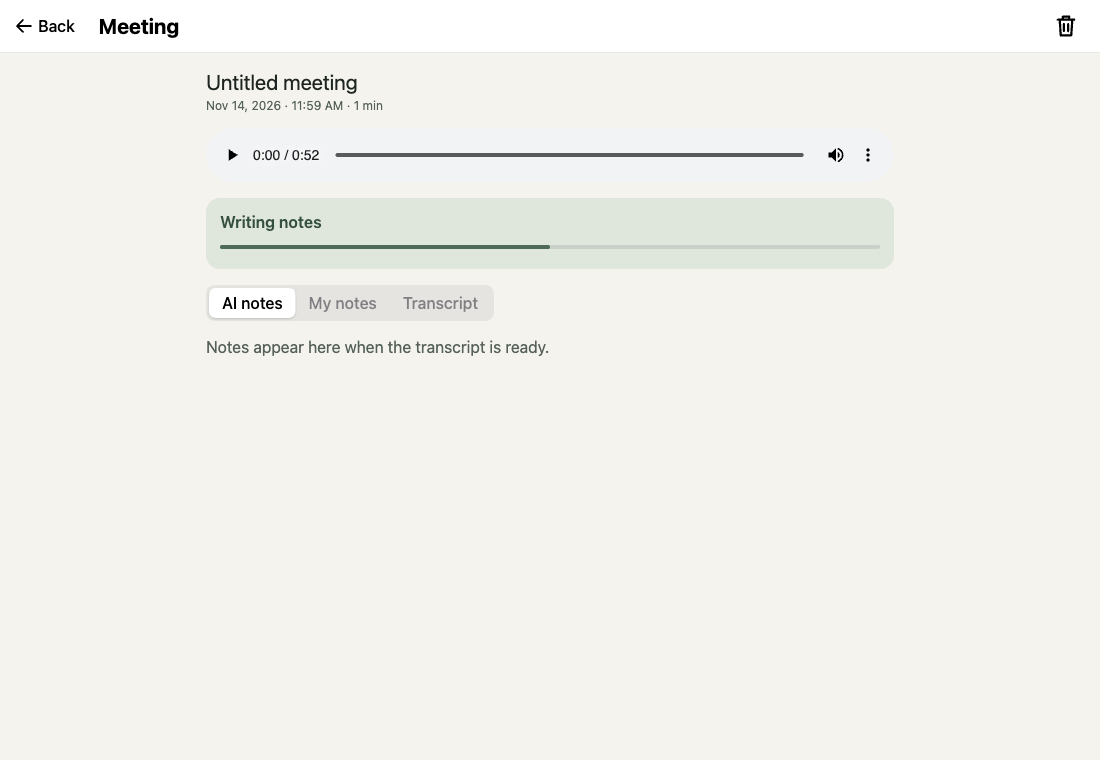 Back Meeting
Untitled meeting
Nov 14, 2026 · 11:59 AM · 1 min
0:00 / 0:52
Writing notes
AI notes My notes Transcript
Notes appear here when the transcript is ready.